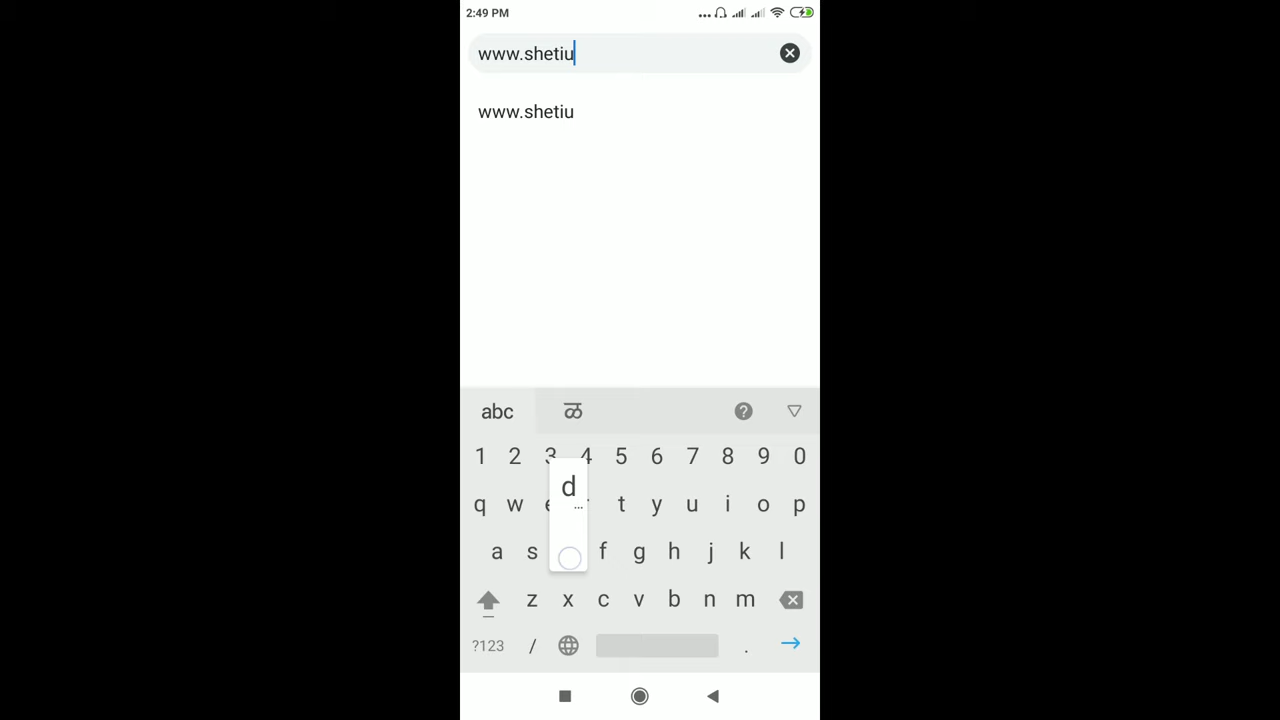 2:49 PM
www.shetiu
www.shetiu
abc ळ
1 2 3 4 5 6 7 8 9 0
d
q w e t y u i o p
a s f g h j k l
z x c v b n m
?123 / .